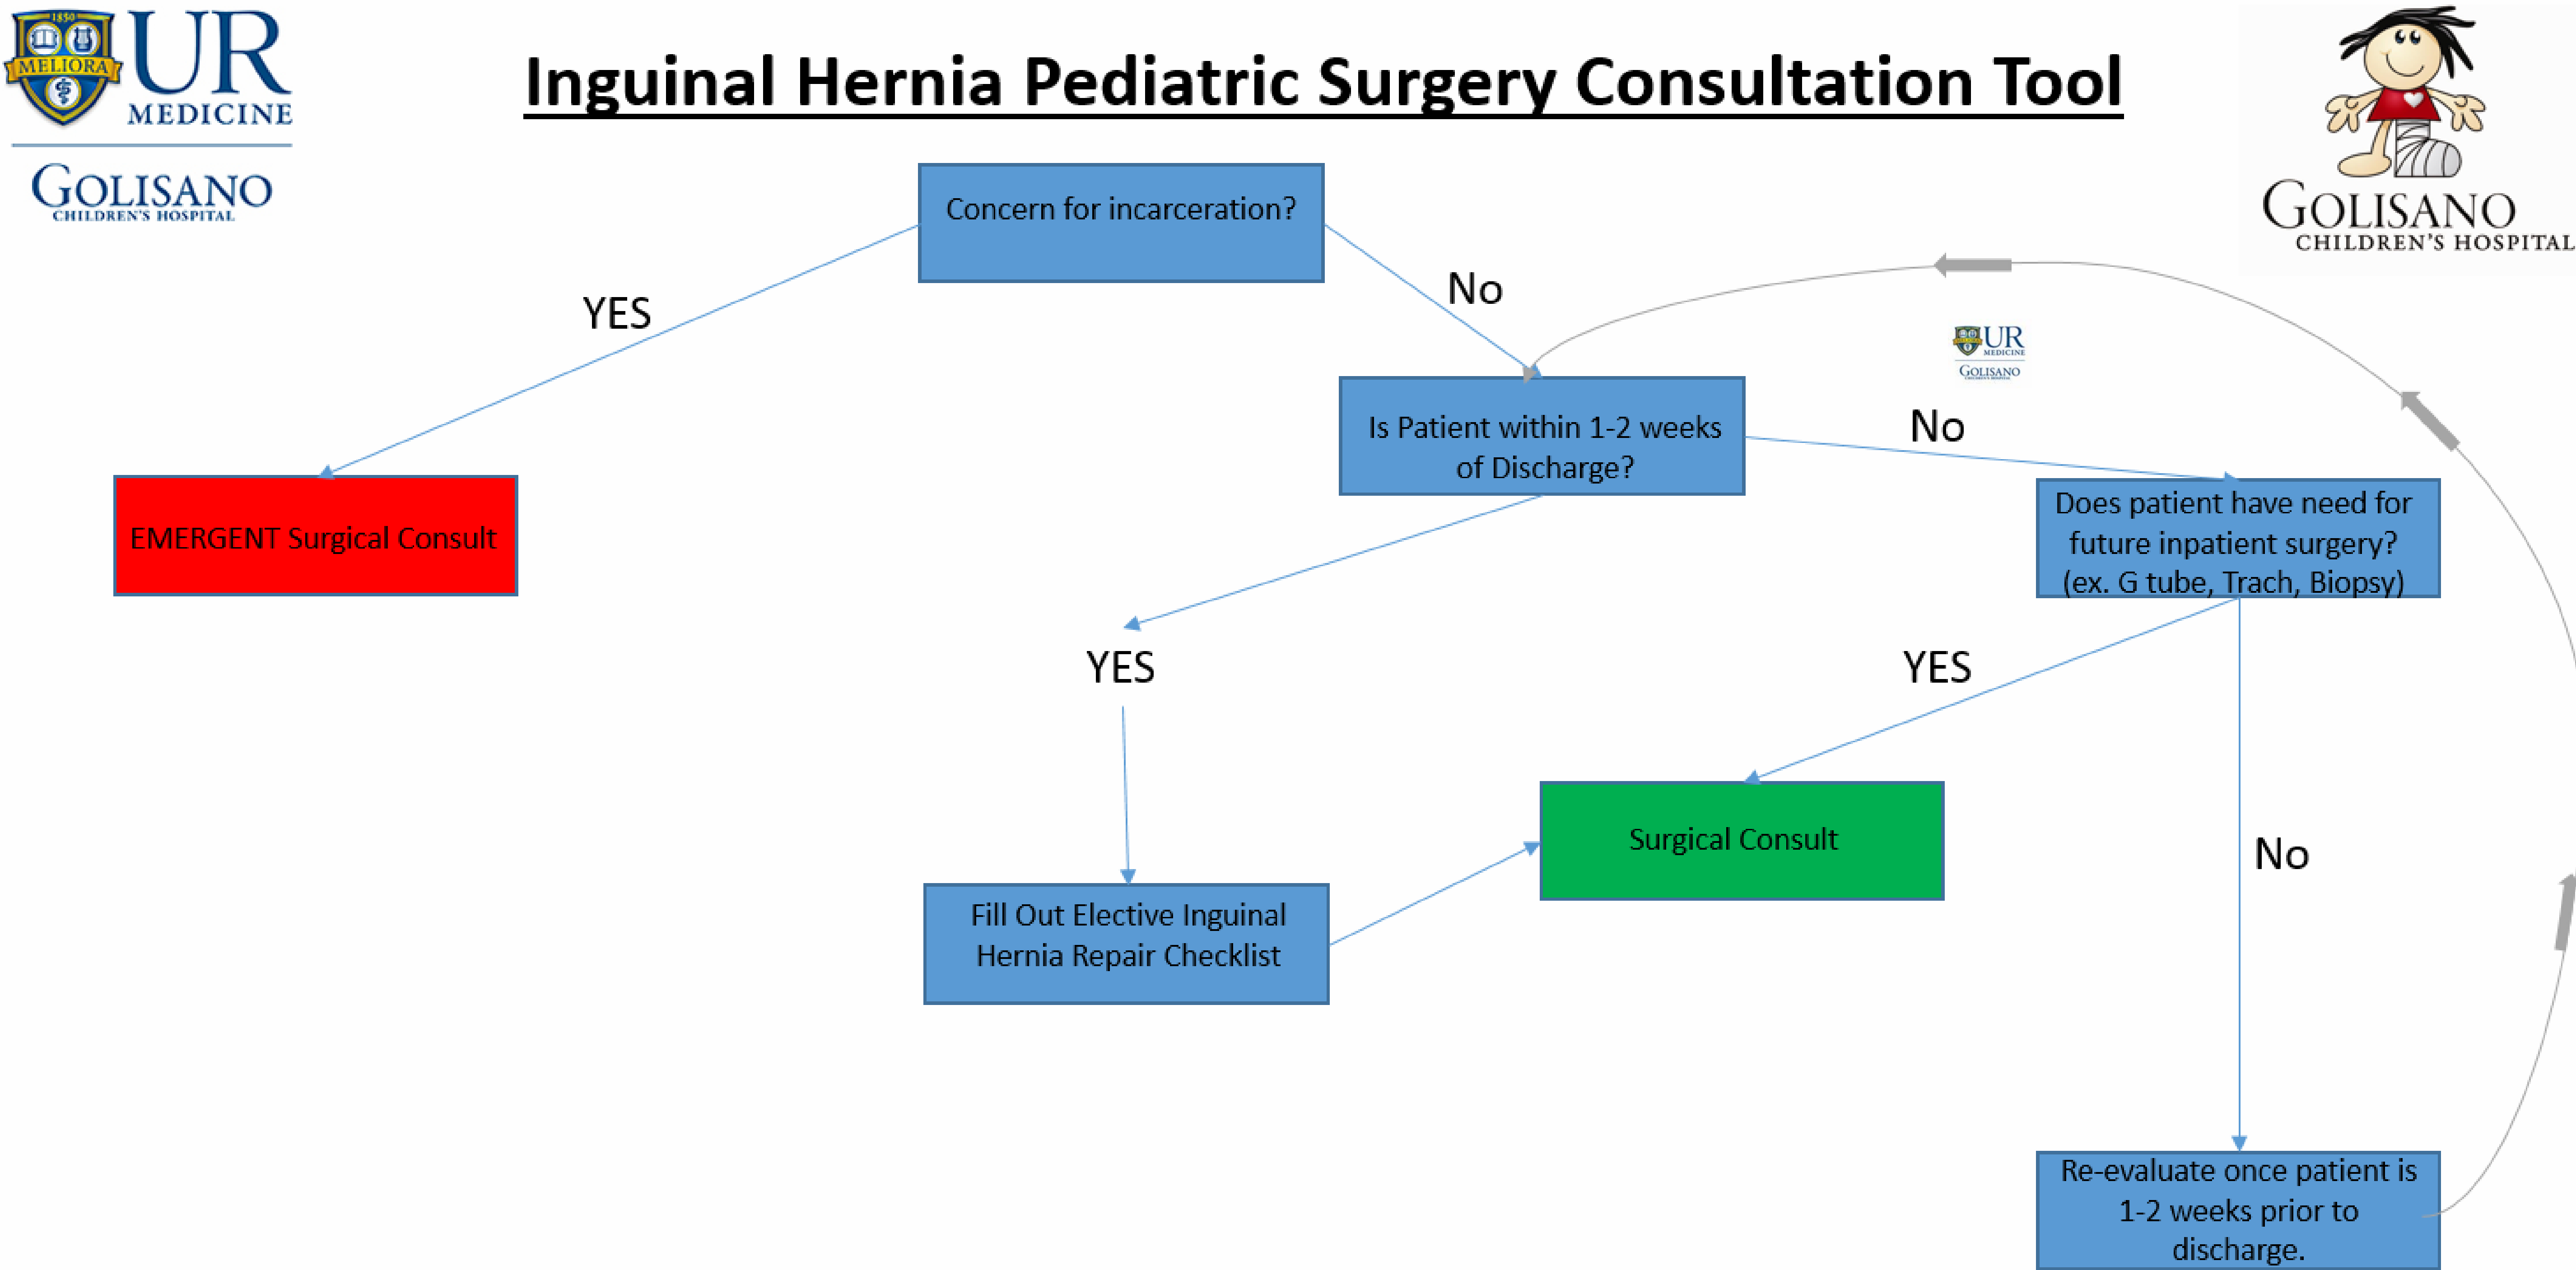 1850
MELIORA
UR
MEDICINE
GOLISANO
CHILDREN'S HOSPITAL
Inguinal Hernia Pediatric Surgery Consultation Tool
GOLISANO
CHILDREN'S HOSPITAL
Concern for incarceration?
YES
No
UR
MEDICINE
GOLISANO
CHILDREN'S HOSPITAL
Is Patient within 1-2 weeks
of Discharge?
No
EMERGENT Surgical Consult
Does patient have need for
future inpatient surgery?
(ex. G tube, Trach, Biopsy)
YES
YES
Surgical Consult
No
Fill Out Elective Inguinal
Hernia Repair Checklist
Re-evaluate once patient is
1-2 weeks prior to
discharge.